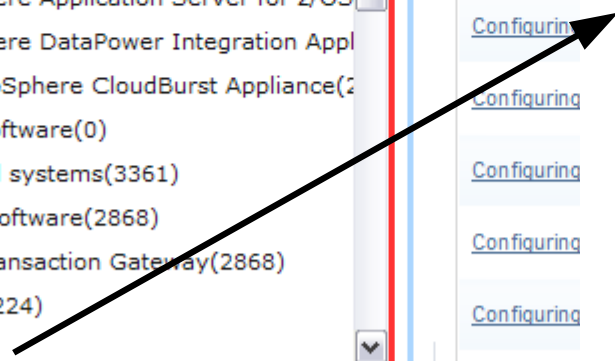 ere Application Server for z/OS
ere DataPower Integration Appl
Sphere CloudBurst Appliance(2
ftware(0)
systems(3361)
oftware(2868)
ansaction Gateway(2868)
224)
Configuring
Configuring
Configuring
Configuring
Configuring